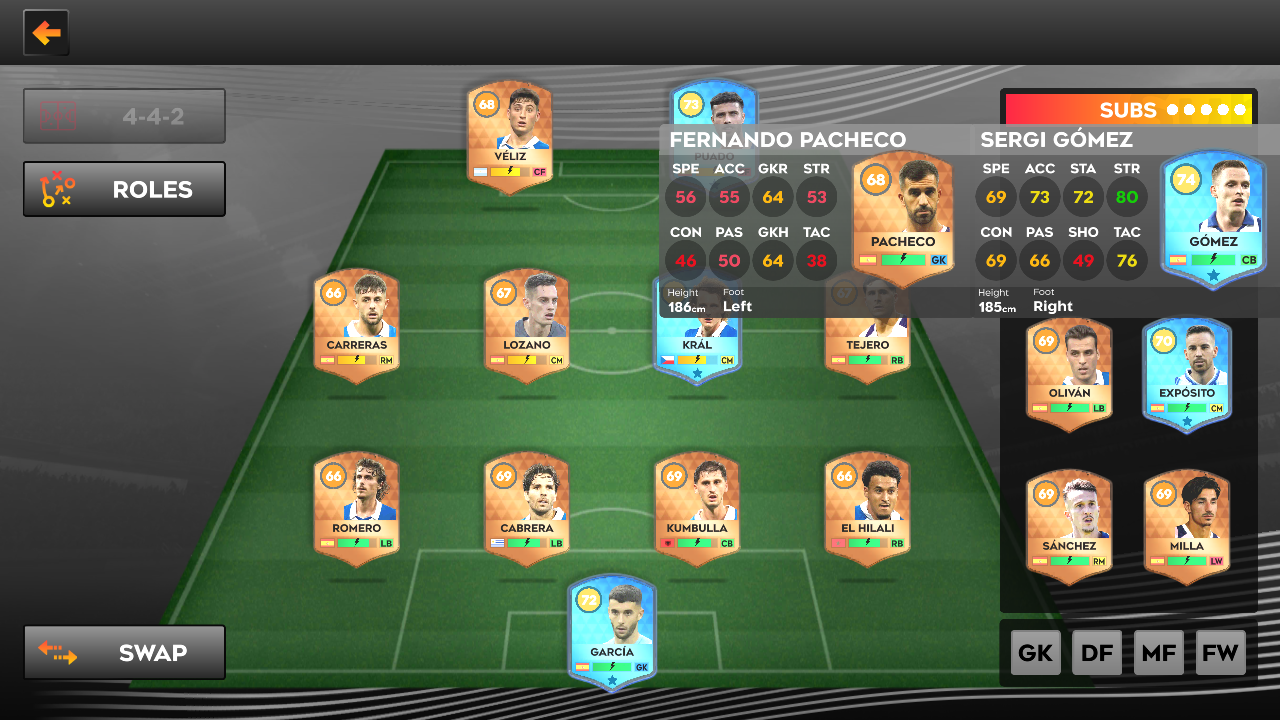 4-4-2
ROLES
SWAP
SUBS
68
VÉLIZ
CF
73
PUADO
FERNANDO PACHECO
SPE ACC GKR STR
56 55 64 53
CON PAS GKH TAC
46 50 64 38
Height Foot
186cm Left
68
PACHECO
GK
SERGI GÓMEZ
SPE ACC STA STR
69 73 72 80
CON PAS SHO TAC
69 66 49 76
Height Foot
185cm Right
74
GÓMEZ
CB
66
CARRERAS
RM
67
LOZANO
CM
KRÁL
CM
67
TEJERO
RB
69
OLIVÁN
LB
70
EXPÓSITO
CM
66
ROMERO
LB
69
CABRERA
LB
69
KUMBULLA
CB
66
EL HILALI
RB
69
SÁNCHEZ
RM
69
MILLA
LW
72
GARCÍA
GK
GK DF MF FW